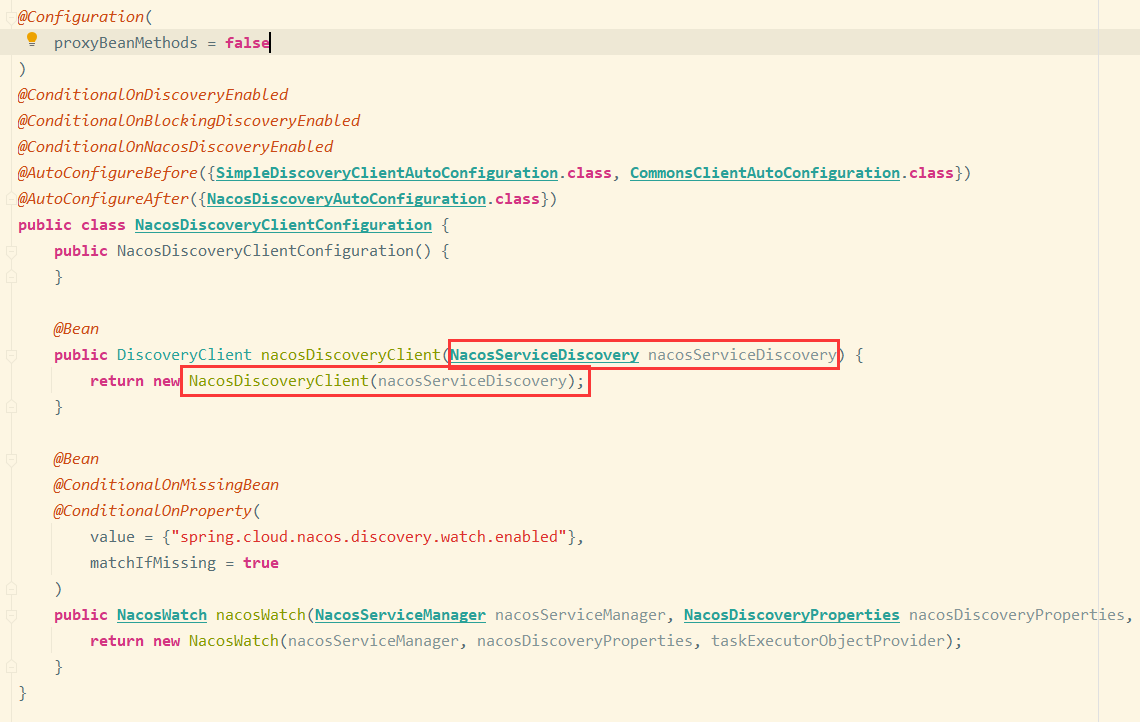 @Configuration(
    proxyBeanMethods = false
)
@ConditionalOnDiscoveryEnabled
@ConditionalOnBlockingDiscoveryEnabled
@ConditionalOnNacosDiscoveryEnabled
@AutoConfigureBefore({SimpleDiscoveryClientAutoConfiguration.class, CommonsClientAutoConfiguration.class})
@AutoConfigureAfter({NacosDiscoveryAutoConfiguration.class})
public class NacosDiscoveryClientConfiguration {
    public NacosDiscoveryClientConfiguration() {
    }
    @Bean
    public DiscoveryClient nacosDiscoveryClient(NacosServiceDiscovery nacosServiceDiscovery) {
        return new NacosDiscoveryClient(nacosServiceDiscovery);
    }
    @Bean
    @ConditionalOnMissingBean
    @ConditionalOnProperty(
        value = {"spring.cloud.nacos.discovery.watch.enabled"},
        matchIfMissing = true
    )
    public NacosWatch nacosWatch(NacosServiceManager nacosServiceManager, NacosDiscoveryProperties nacosDiscoveryProperties,
        return new NacosWatch(nacosServiceManager, nacosDiscoveryProperties, taskExecutorObjectProvider);
    }
}